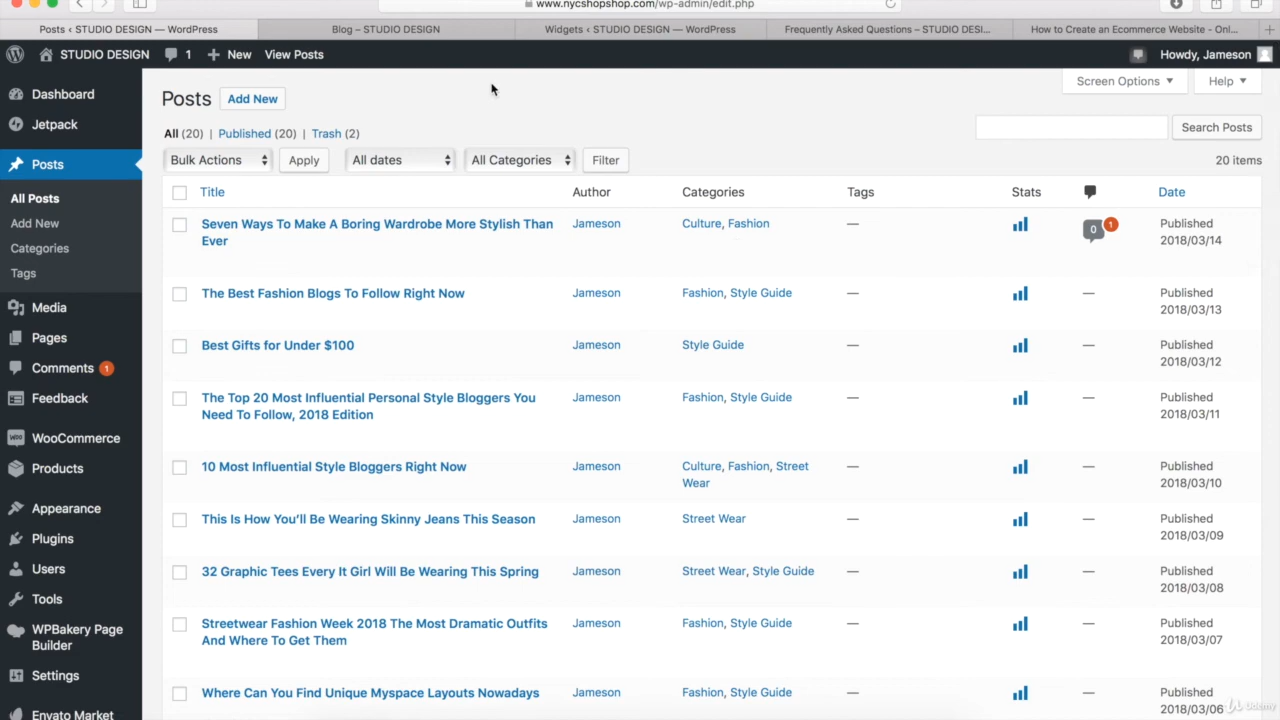 www.nycshopshop.com/wp-admin/edit.php
Posts ‹ STUDIO DESIGN — WordPress
Blog – STUDIO DESIGN
Widgets ‹ STUDIO DESIGN — WordPress
Frequently Asked Questions – STUDIO DESI...
How to Create an Ecommerce Website - Onl...
STUDIO DESIGN
1
New
View Posts
Howdy, Jameson
Dashboard
Jetpack
Posts
All Posts
Add New
Categories
Tags
Media
Pages
Comments 1
Feedback
WooCommerce
Products
Appearance
Plugins
Users
Tools
WPBakery Page
Builder
Settings
Envato Market
Posts
Add New
Screen Options
Help
All (20) | Published (20) | Trash (2)
Search Posts
Bulk Actions
Apply
All dates
All Categories
Filter
20 items
Title Author Categories Tags Stats Date
Seven Ways To Make A Boring Wardrobe More Stylish Than Jameson Culture, Fashion — 0 1 Published
Ever 2018/03/14
The Best Fashion Blogs To Follow Right Now Jameson Fashion, Style Guide — — Published
2018/03/13
Best Gifts for Under $100 Jameson Style Guide — — Published
2018/03/12
The Top 20 Most Influential Personal Style Bloggers You Jameson Fashion, Style Guide — — Published
Need To Follow, 2018 Edition 2018/03/11
10 Most Influential Style Bloggers Right Now Jameson Culture, Fashion, Street — — Published
Wear 2018/03/10
This Is How You’ll Be Wearing Skinny Jeans This Season Jameson Street Wear — — Published
2018/03/09
32 Graphic Tees Every It Girl Will Be Wearing This Spring Jameson Street Wear, Style Guide — — Published
2018/03/08
Streetwear Fashion Week 2018 The Most Dramatic Outfits Jameson Fashion, Style Guide — — Published
And Where To Get Them 2018/03/07
Where Can You Find Unique Myspace Layouts Nowadays Jameson Fashion, Style Guide — — Published
2018/03/06
Udemy